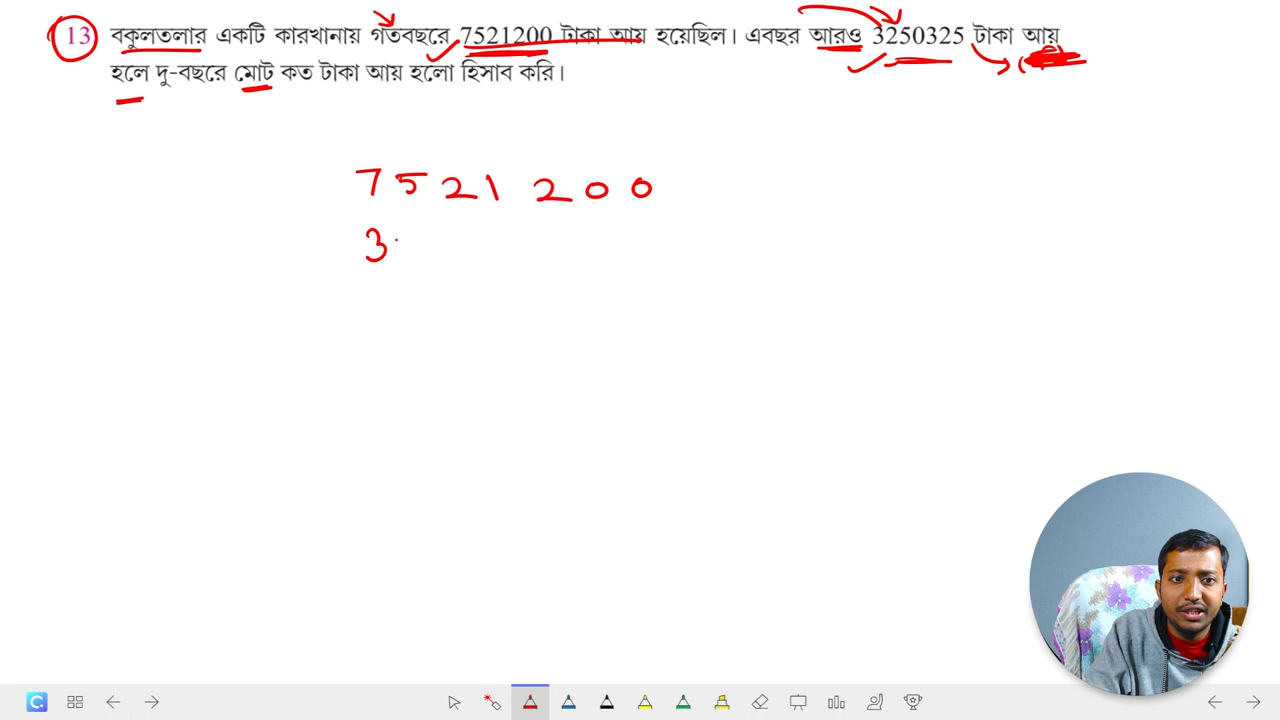 13 বকুলতলার একটি কারখানায় গতবছরে 7521200 টাকা আয় হয়েছিল। এবছর আরও 3250325 টাকা আয়
হলে দু-বছরে মোট কত টাকা আয় হলো হিসাব করি।
7521200
3